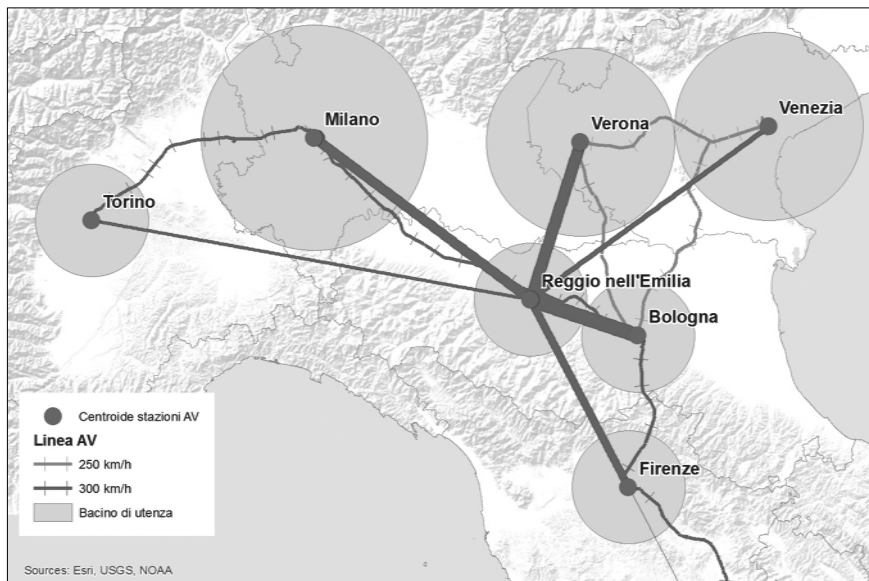 Milano
Verona
Venezia
Torino
Reggio nell'Emilia
Bologna
Firenze
Centroide stazioni AV
Linea AV
250 km/h
300 km/h
Bacino di utenza
Sources: Esri, USGS, NOAA